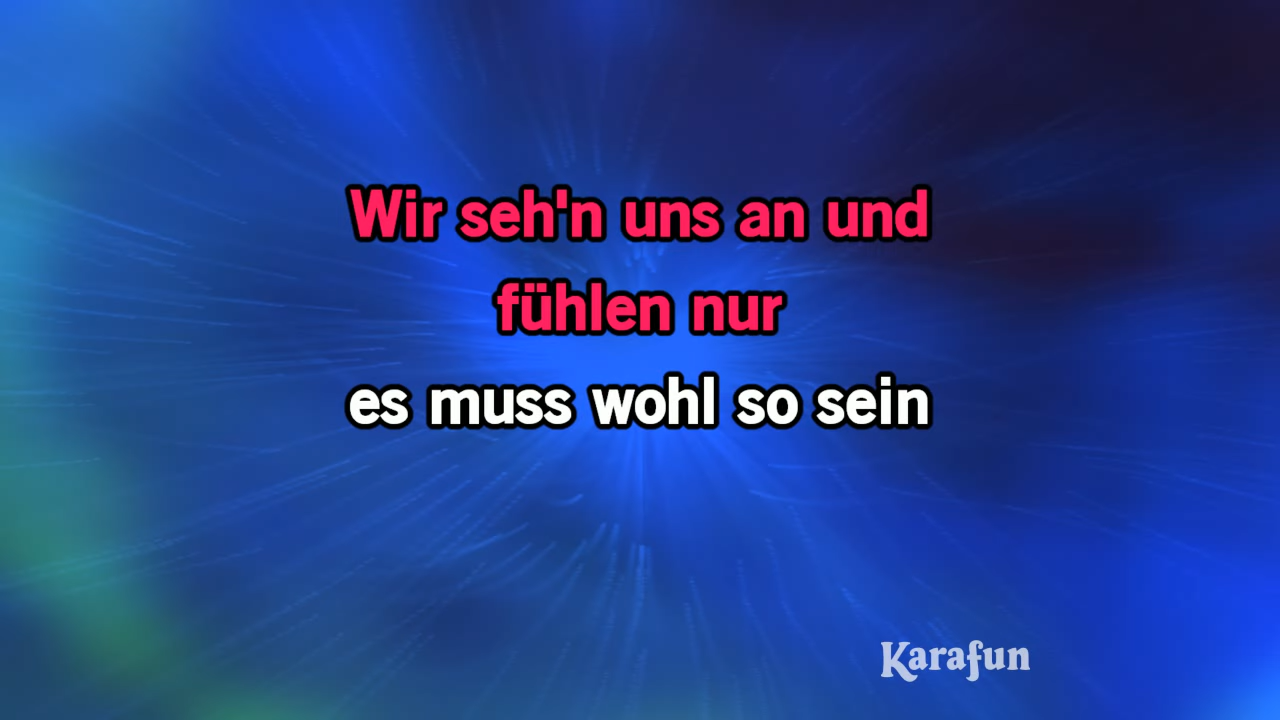 Wir seh'n uns an und
fühlen nur
es muss wohl so sein
Karafun